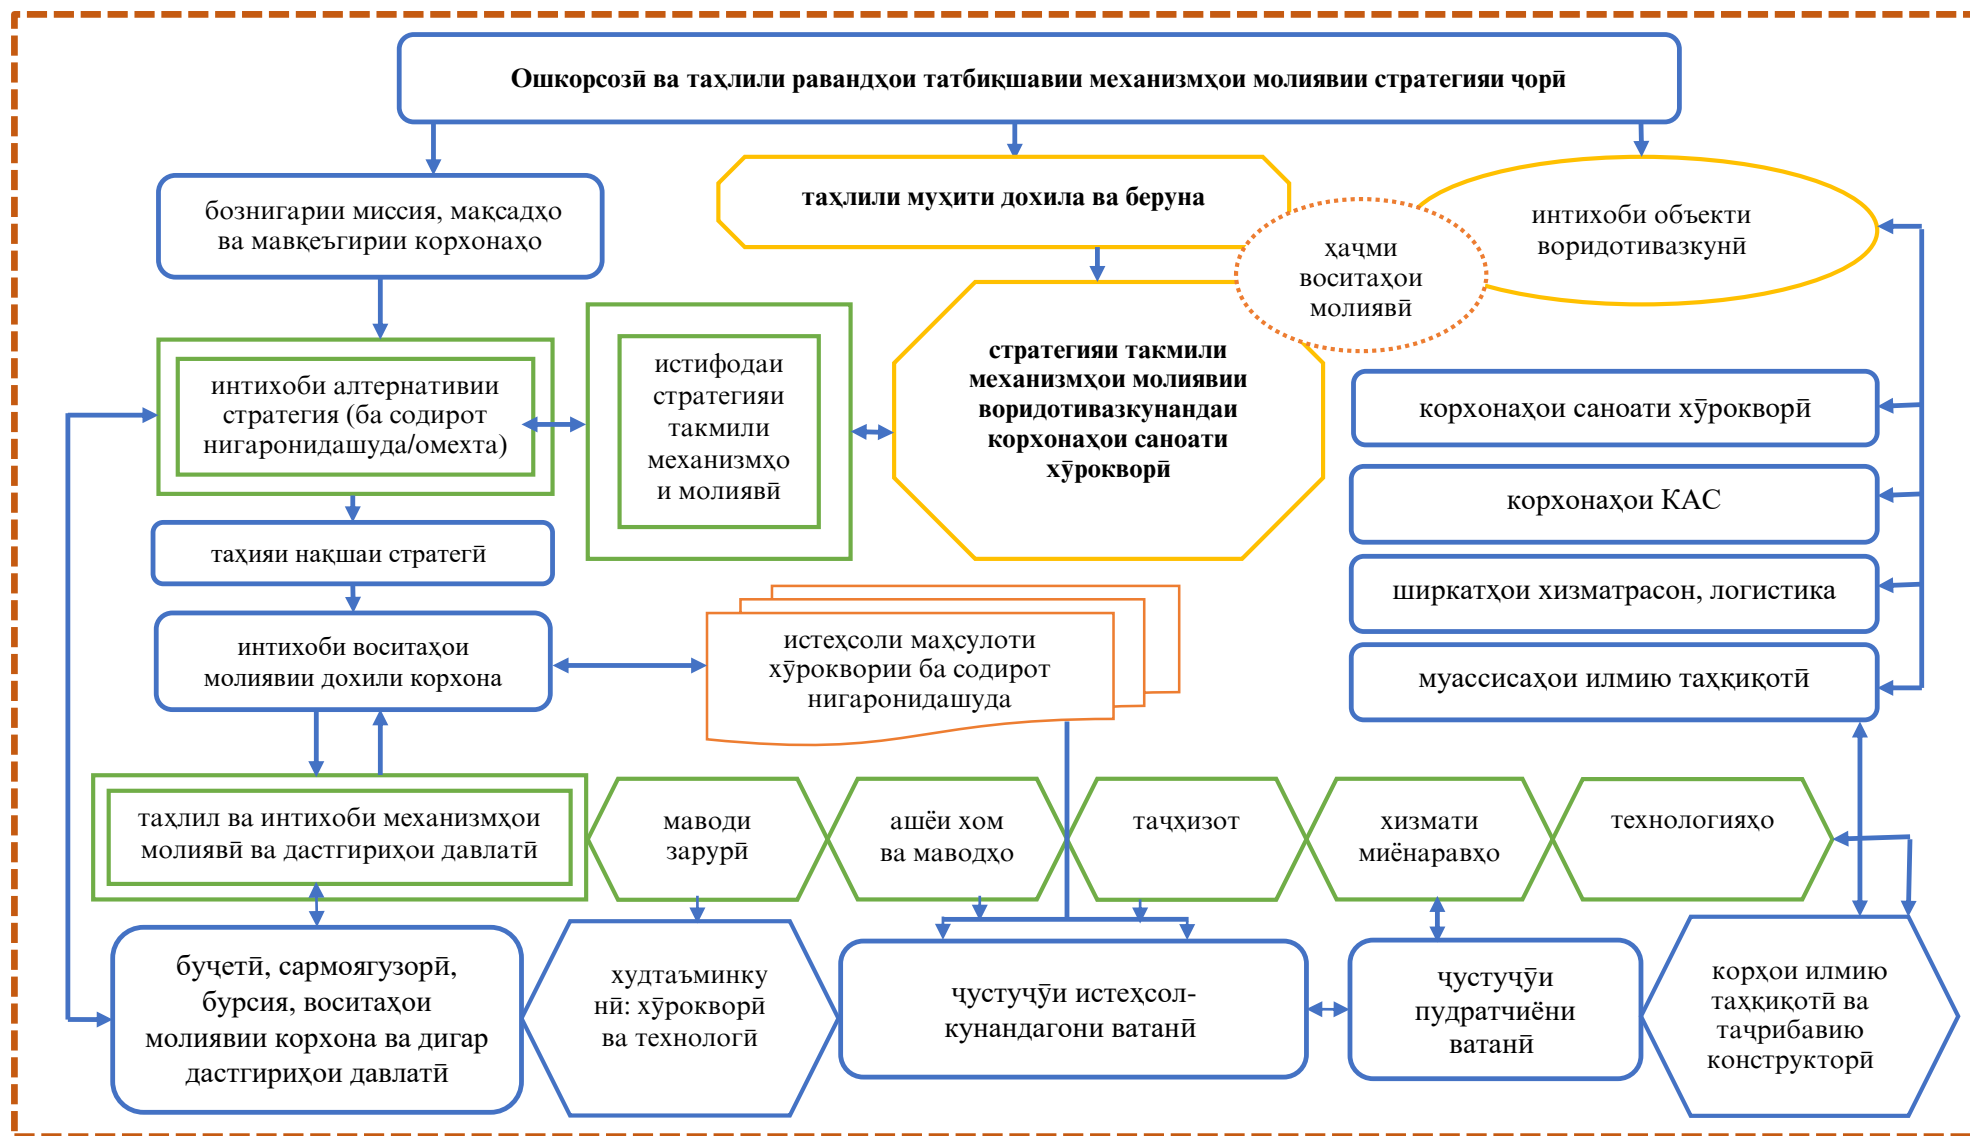 Ошкорсозӣ ва таҳлили равандҳои татбиқшавии механизмҳои молиявии стратегияи ҷорӣ
бознигарии миссия, мақсадҳо
ва мавқеъгирии корхонаҳо
таҳлили муҳити дохила ва беруна
интихоби объекти
воридотивазкунӣ
ҳаҷми
воситаҳои
молиявӣ
интихоби алтернативии
стратегия (ба содирот
нигаронидашуда/омехта)
истифодаи
стратегияи
такмили
механизмҳо
и молиявӣ
стратегияи такмили
механизмҳои молиявии
воридотивазкунандаи
корхонаҳои саноати
хӯрокворӣ
корхонаҳои саноати хӯрокворӣ
корхонаҳои КАС
ширкатҳои хизматрасон, логистика
муассисаҳои илмию таҳқиқотӣ
таҳияи нақшаи стратегӣ
интихоби воситаҳои
молиявии дохили корхона
истеҳсоли маҳсулоти
хӯроквории ба содирот
нигаронидашуда
таҳлил ва интихоби механизмҳои
молиявӣ ва дастгириҳои давлатӣ
маводи
зарурӣ
ашёи хом
ва маводҳо
таҷҳизот
хизмати
миёнаравҳо
технологияҳо
буҷетӣ, сармоягузорӣ,
бурсия, воситаҳои
молиявии корхона ва дигар
дастгириҳои давлатӣ
худтаъминку
нӣ: хӯрокворӣ
ва технологӣ
ҷустуҷӯи истеҳсол-
кунандагони ватанӣ
ҷустуҷӯи
пудратчиёни
ватанӣ
корҳои илмию
таҳқиқотӣ ва
таҷрибавию
конструкторӣ